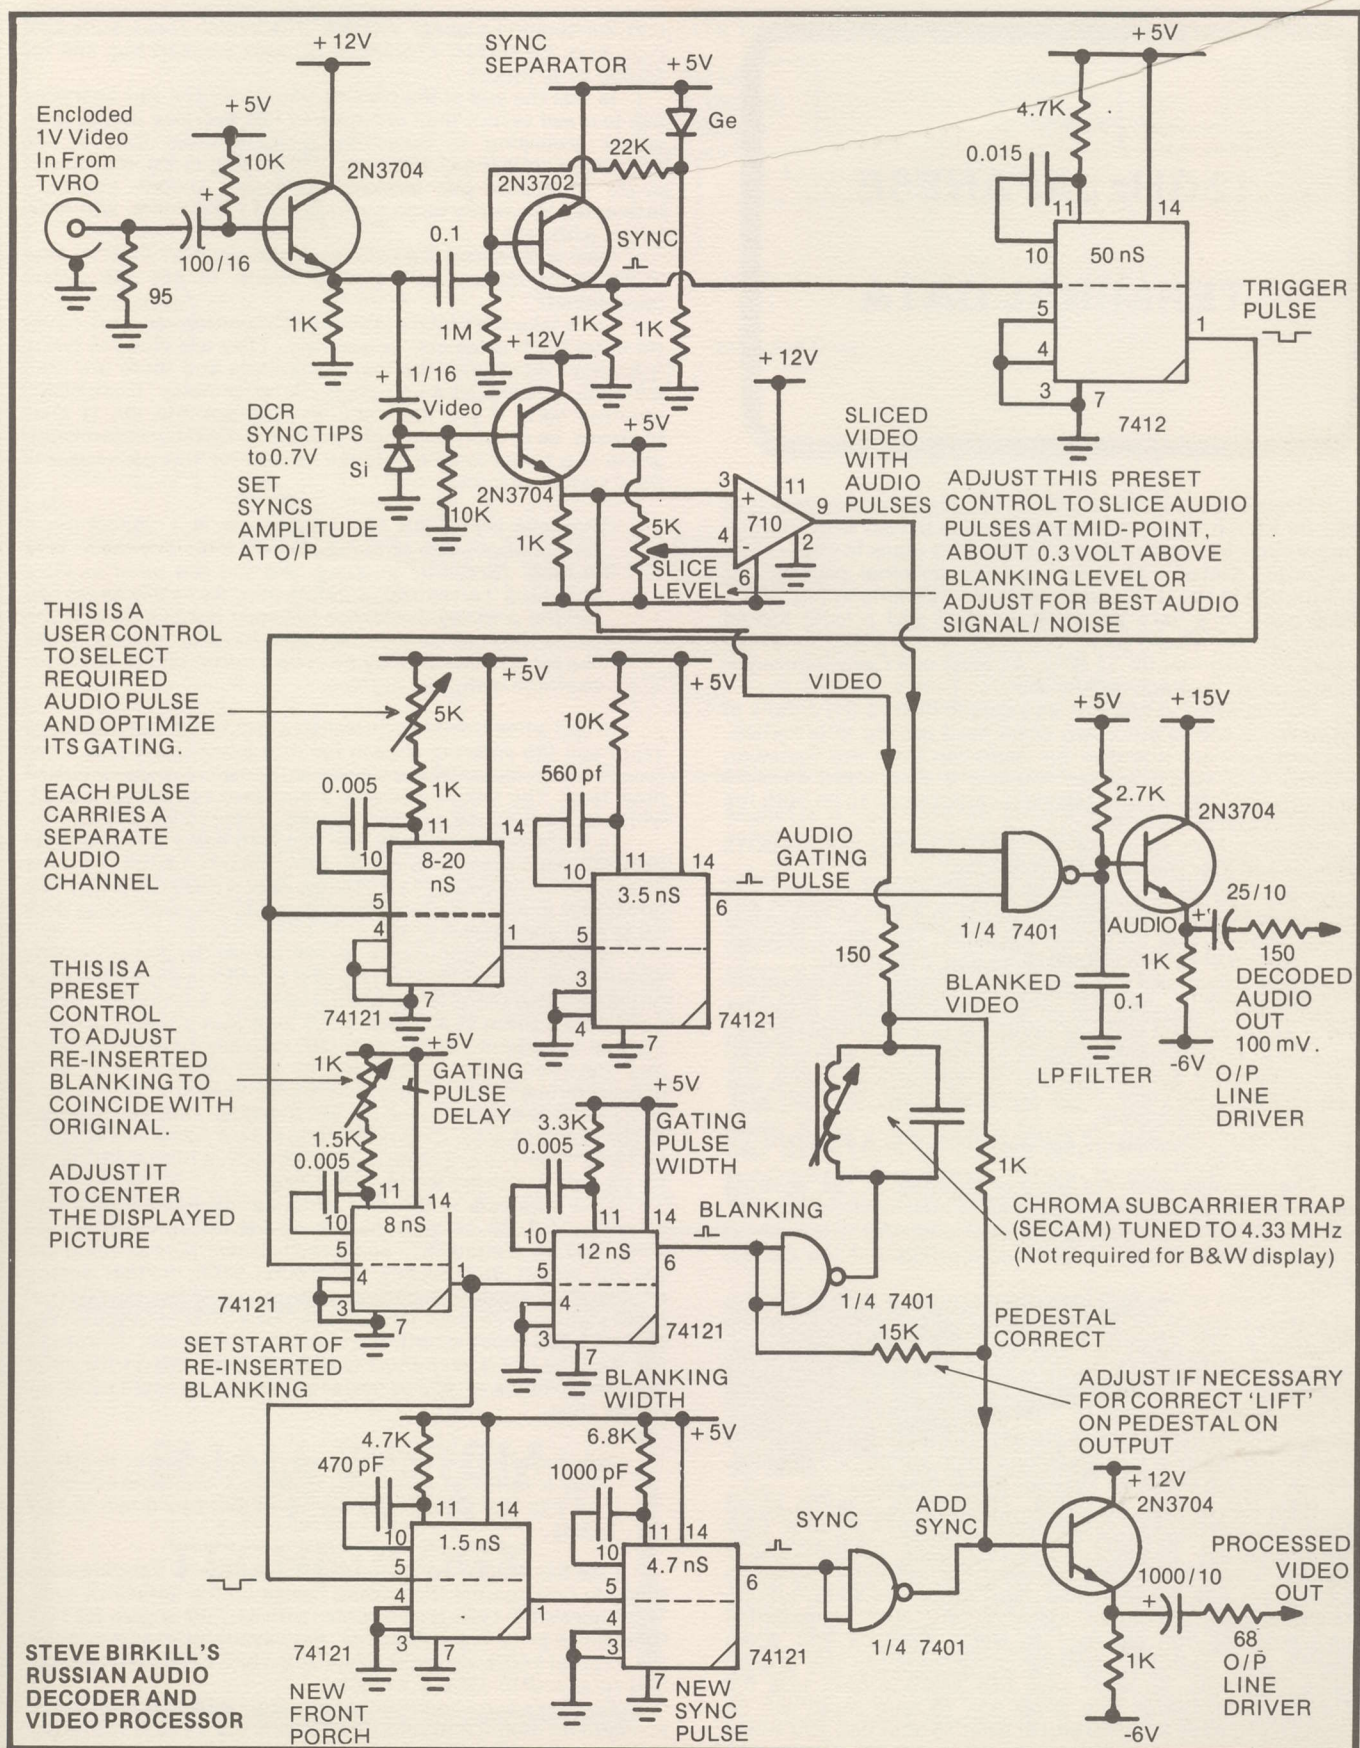 +12V
SYNC
SEPARATOR
+5V
+5V
Encloded
1V Video
In From
TVRO
+5V
10K
2N3704
+
100/16
95
1K
0.1
1M
22K
Ge
2N3702
SYNC
1K
1K
4.7K
0.015
11
14
10
50 nS
5
4
3
7
1
7412
TRIGGER
PULSE
+ 1/16
Video
DCR
SYNC TIPS
to 0.7V
Si
SET
SYNCS
AMPLITUDE
AT O/P
10K
+12V
2N3704
1K
+5V
5K
SLICE
LEVEL
+12V
3
+
710
4
-
6
11
9
2
SLICED
VIDEO
WITH
AUDIO
PULSES
ADJUST THIS PRESET
CONTROL TO SLICE AUDIO
PULSES AT MID-POINT,
ABOUT 0.3 VOLT ABOVE
BLANKING LEVEL OR
ADJUST FOR BEST AUDIO
SIGNAL / NOISE
THIS IS A
USER CONTROL
TO SELECT
REQUIRED
AUDIO PULSE
AND OPTIMIZE
ITS GATING.
EACH PULSE
CARRIES A
SEPARATE
AUDIO
CHANNEL
+5V
5K
1K
0.005
11
14
10
8-20
nS
5
4
1
7
74121
+5V
10K
560 pf
11
14
10
3.5 nS
6
5
3
4
7
74121
VIDEO
AUDIO
GATING
PULSE
150
+5V
2.7K
+15V
2N3704
1/4 7401
AUDIO
+
25/10
1K
150
DECODED
AUDIO
OUT
100 mV.
0.1
LP FILTER
-6V
O/P
LINE
DRIVER
BLANKED
VIDEO
THIS IS A
PRESET
CONTROL
TO ADJUST
RE-INSERTED
BLANKING TO
COINCIDE WITH
ORIGINAL.
ADJUST IT
TO CENTER
THE DISPLAYED
PICTURE
+5V
1K
GATING
PULSE
DELAY
1.5K
0.005
11
14
10
8 nS
5
4
3
1
7
74121
SET START OF
RE-INSERTED
BLANKING
+5V
3.3K
0.005
GATING
PULSE
WIDTH
11
14
10
12 nS
6
5
4
3
7
74121
BLANKING
WIDTH
BLANKING
1/4 7401
15K
1K
CHROMA SUBCARRIER TRAP
(SECAM) TUNED TO 4.33 MHz
(Not required for B&W display)
PEDESTAL
CORRECT
ADJUST IF NECESSARY
FOR CORRECT 'LIFT'
ON PEDESTAL ON
OUTPUT
4.7K
470 pF
11
14
10
1.5 nS
5
4
3
1
7
74121
NEW
FRONT
PORCH
+5V
6.8K
1000 pF
11
14
10
4.7 nS
6
5
4
3
7
74121
NEW
SYNC
PULSE
SYNC
1/4 7401
ADD
SYNC
+12V
2N3704
1000/10
+
PROCESSED
VIDEO
OUT
68
O/P
LINE
DRIVER
1K
-6V
STEVE BIRKILL'S
RUSSIAN AUDIO
DECODER AND
VIDEO PROCESSOR